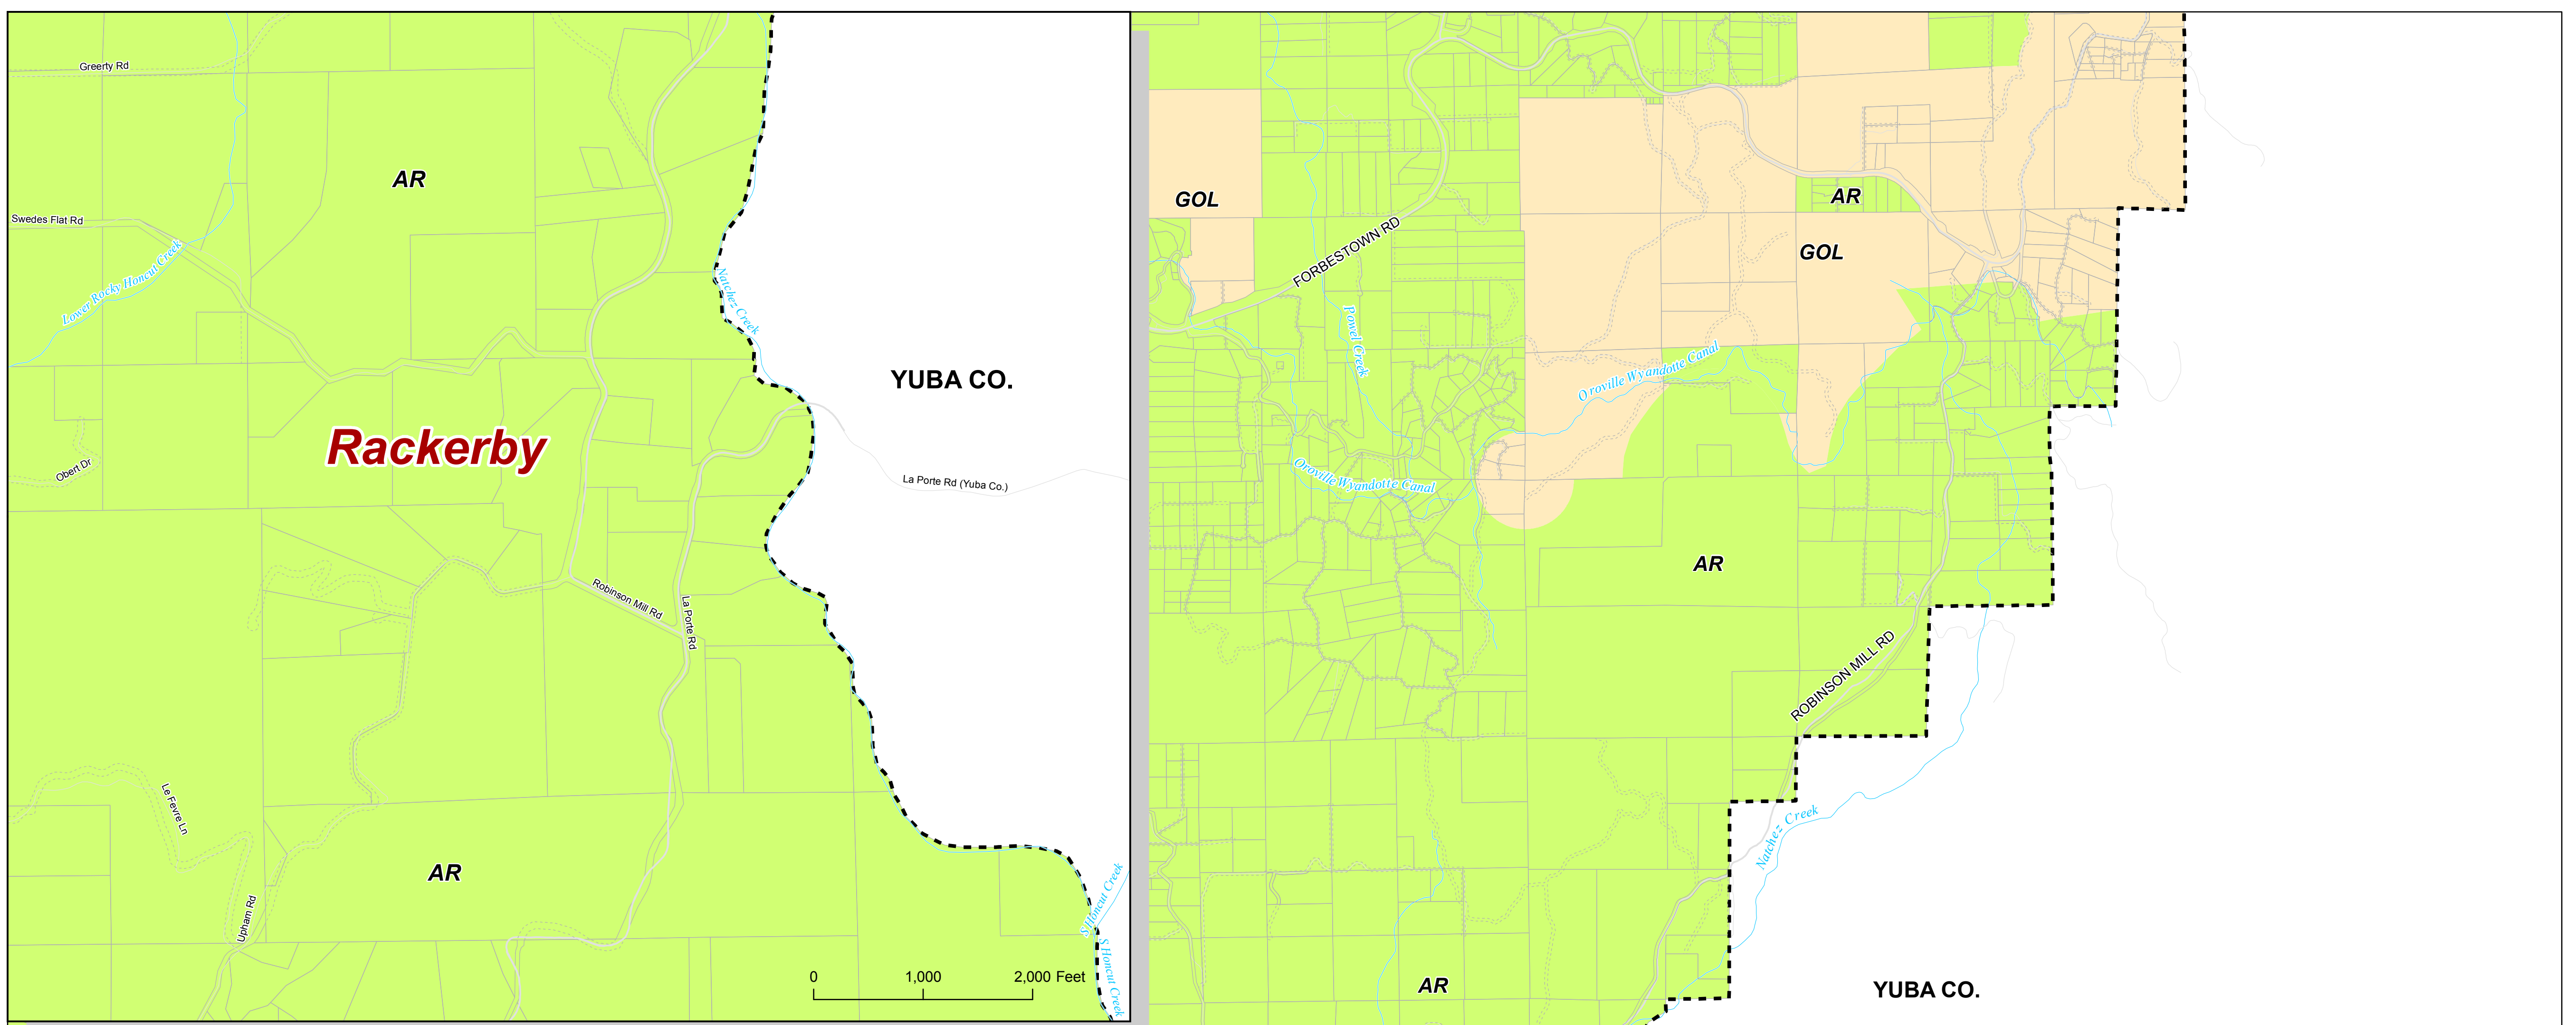 Greerty Rd
AR
Swedes Flat Rd
Lower Rocky Honcut Creek
Natchez Creek
YUBA CO.
Rackerby
Obert Dr
La Porte Rd (Yuba Co.)
Robinson Mill Rd
La Porte Rd
Le Fevre Ln
AR
Upham Rd
S Honcut Creek
S Honcut Creek
0 1,000 2,000 Feet
GOL
AR
FORBESTOWN RD
GOL
Powel Creek
Oroville Wyandotte Canal
Oroville Wyandotte Canal
AR
ROBINSON MILL RD
Natchez Creek
AR
YUBA CO.